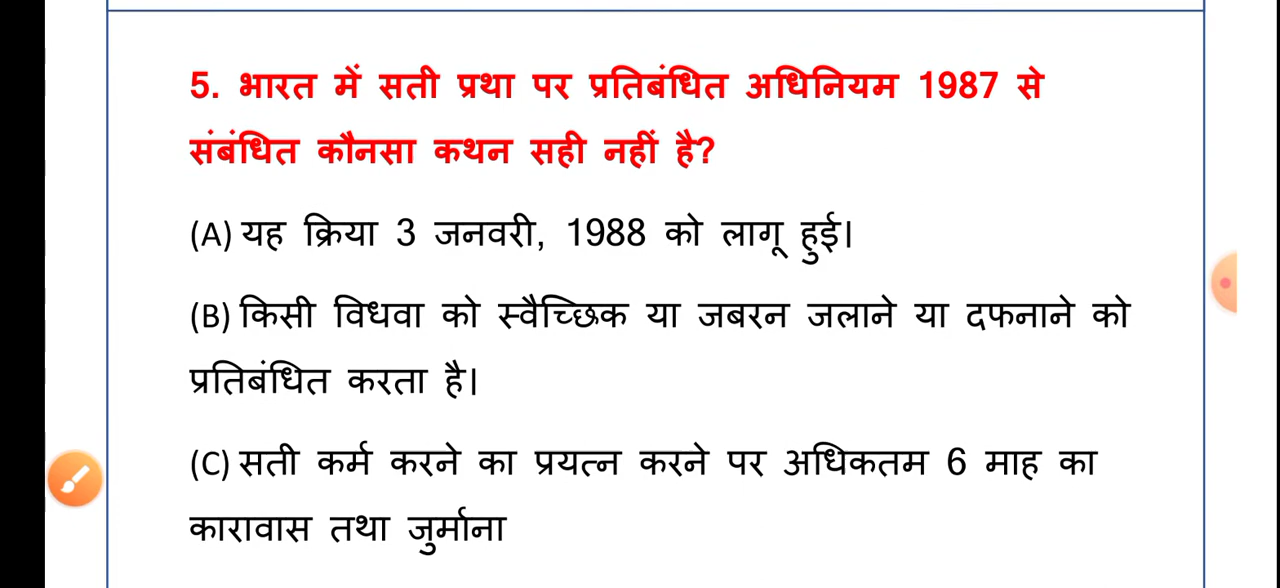 5. भारत में सती प्रथा पर प्रतिबंधित अधिनियम 1987 से
संबंधित कौनसा कथन सही नहीं है?
(A) यह क्रिया 3 जनवरी, 1988 को लागू हुई।
(B) किसी विधवा को स्वैच्छिक या जबरन जलाने या दफनाने को
प्रतिबंधित करता है।
(C) सती कर्म करने का प्रयत्न करने पर अधिकतम 6 माह का
कारावास तथा जुर्माना